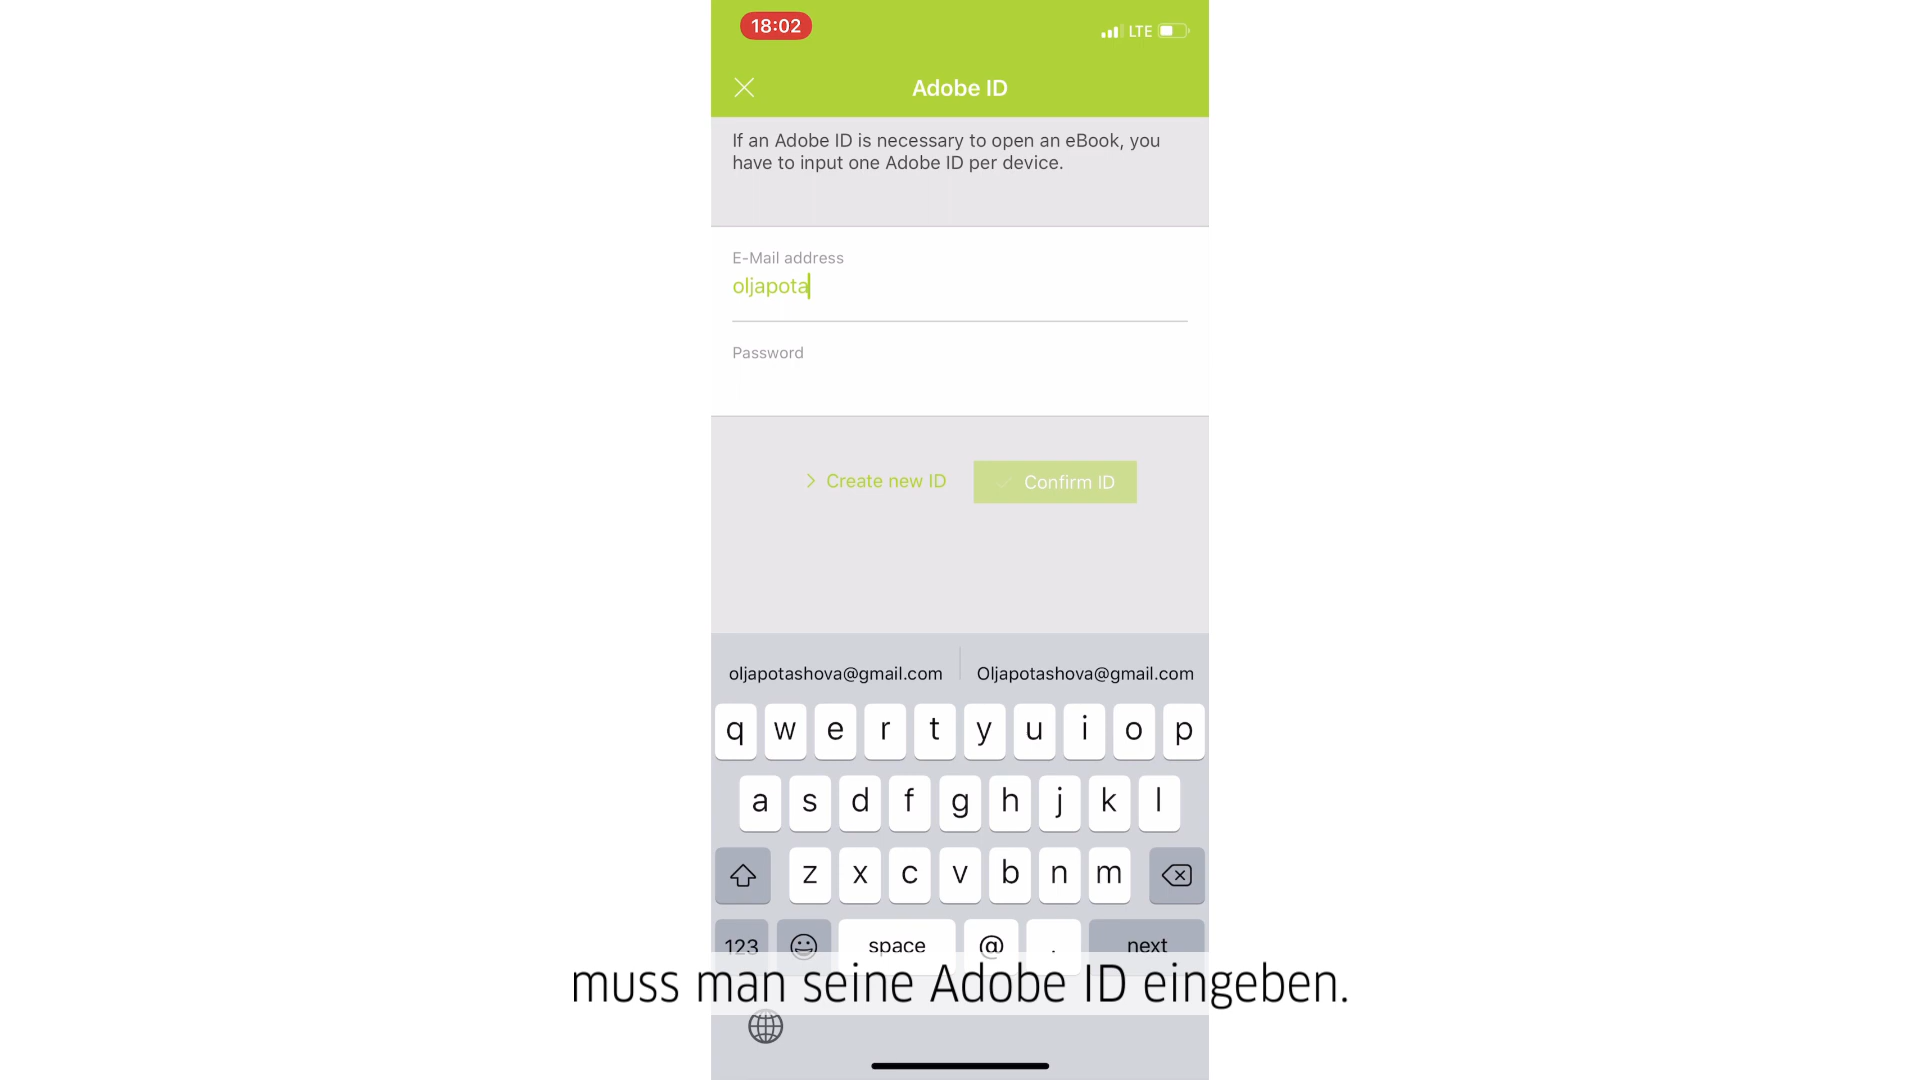 18:02
LTE
Adobe ID
If an Adobe ID is necessary to open an eBook, you
have to input one Adobe ID per device.
E-Mail address
oljapota
Password
Create new ID
Confirm ID
oljapotashova@gmail.com Oljapotashova@gmail.com
q w e r t y u i o p
a s d f g h j k l
z x c v b n m
123 space @ . next
muss man seine Adobe ID eingeben.